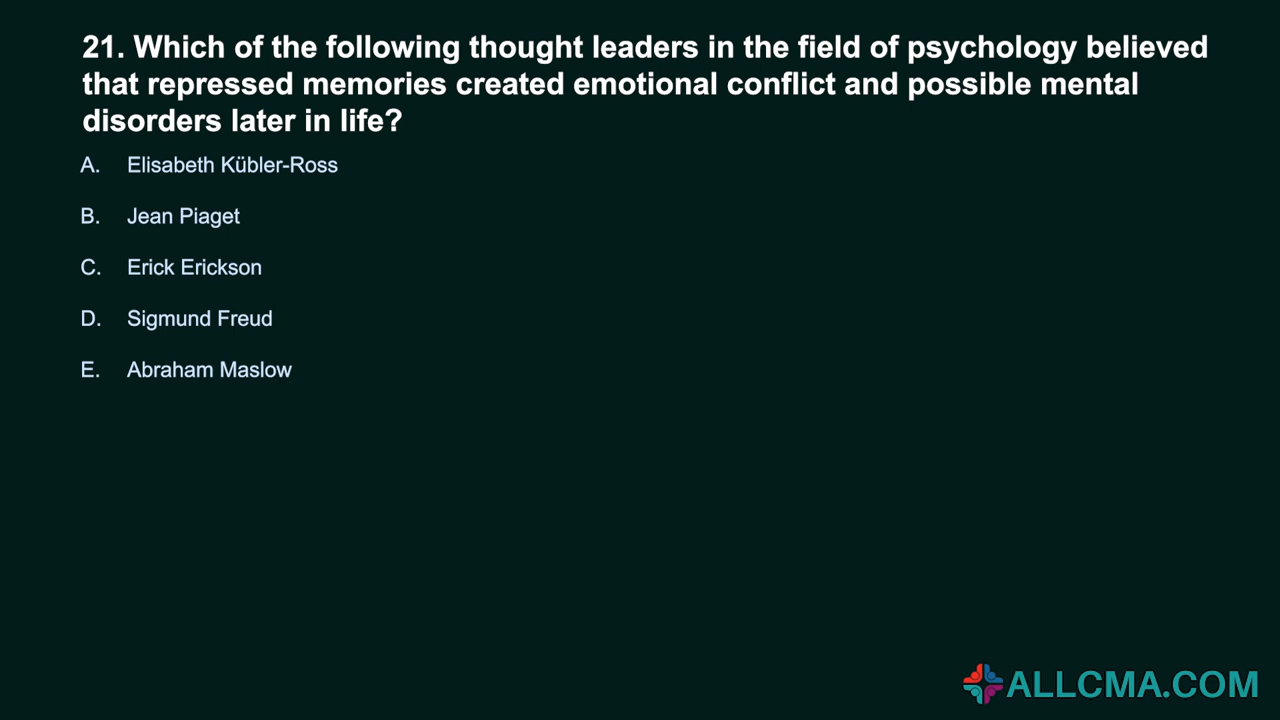 21. Which of the following thought leaders in the field of psychology believed
that repressed memories created emotional conflict and possible mental
disorders later in life?
A. Elisabeth Kübler-Ross
B. Jean Piaget
C. Erick Erickson
D. Sigmund Freud
E. Abraham Maslow
ALLCMA.COM